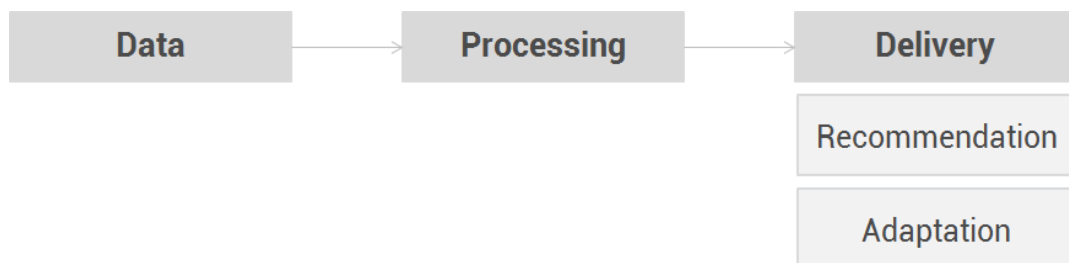 Data
Processing
Delivery
Recommendation
Adaptation